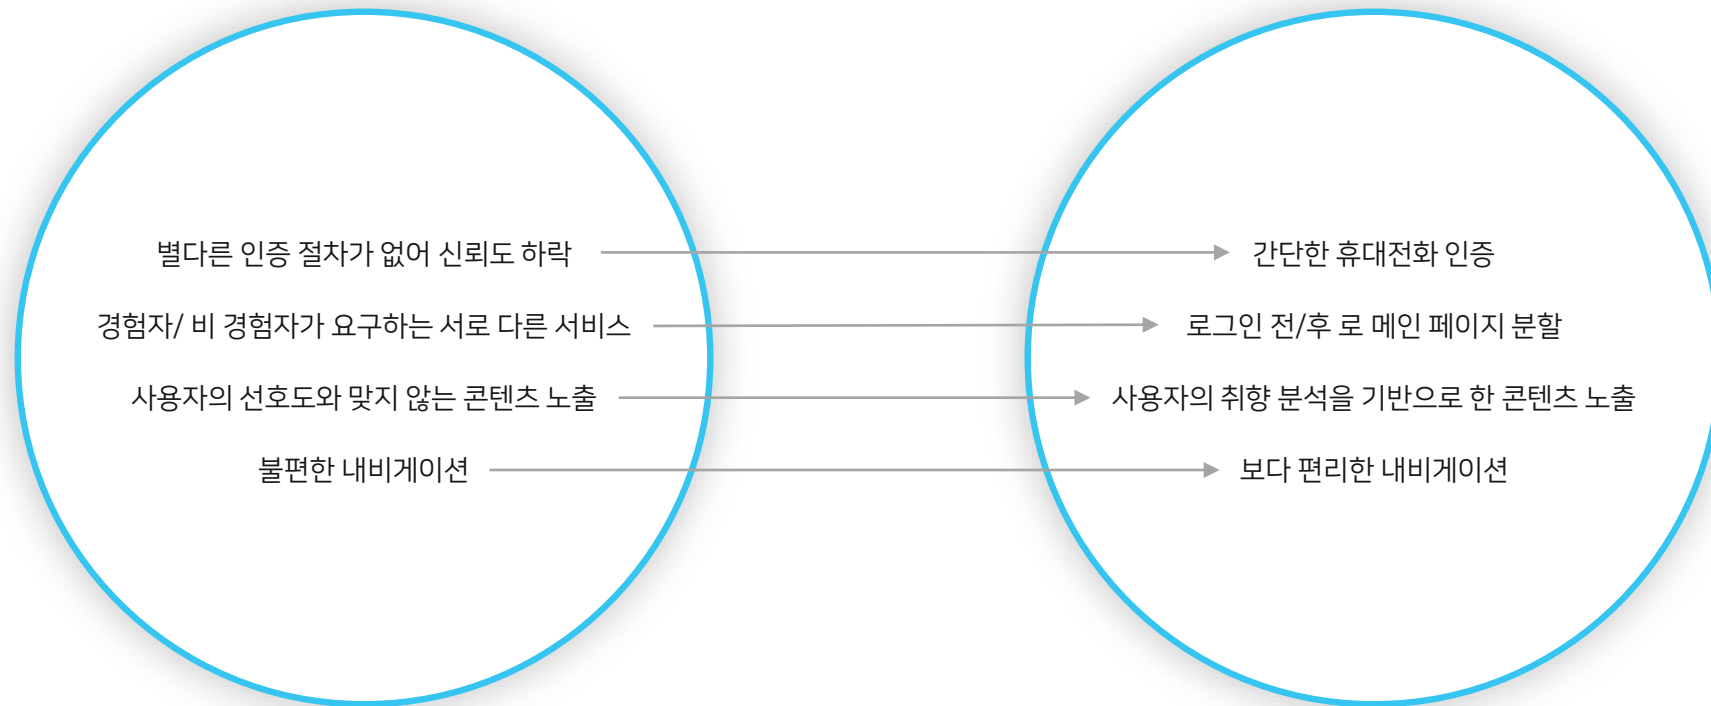 별다른 인증 절차가 없어 신뢰도 하락 간단한 휴대전화 인증
경험자/ 비 경험자가 요구하는 서로 다른 서비스 로그인 전/후 로 메인 페이지 분할
사용자의 선호도와 맞지 않는 콘텐츠 노출 사용자의 취향 분석을 기반으로 한 콘텐츠 노출
불편한 내비게이션 보다 편리한 내비게이션